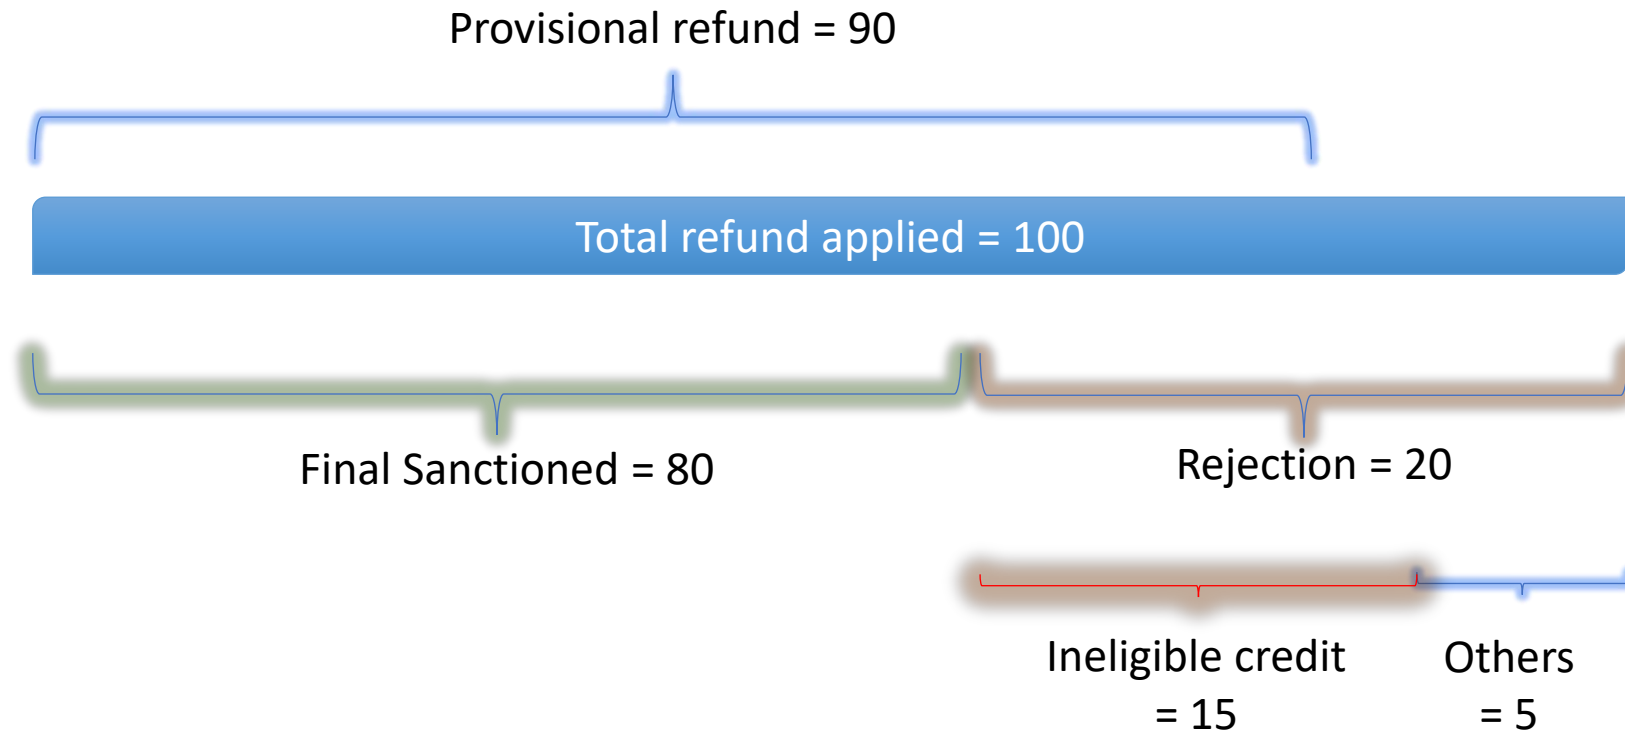 Provisional refund = 90
Total refund applied = 100
Final Sanctioned = 80
Rejection = 20
Ineligible credit
= 15
Others
= 5